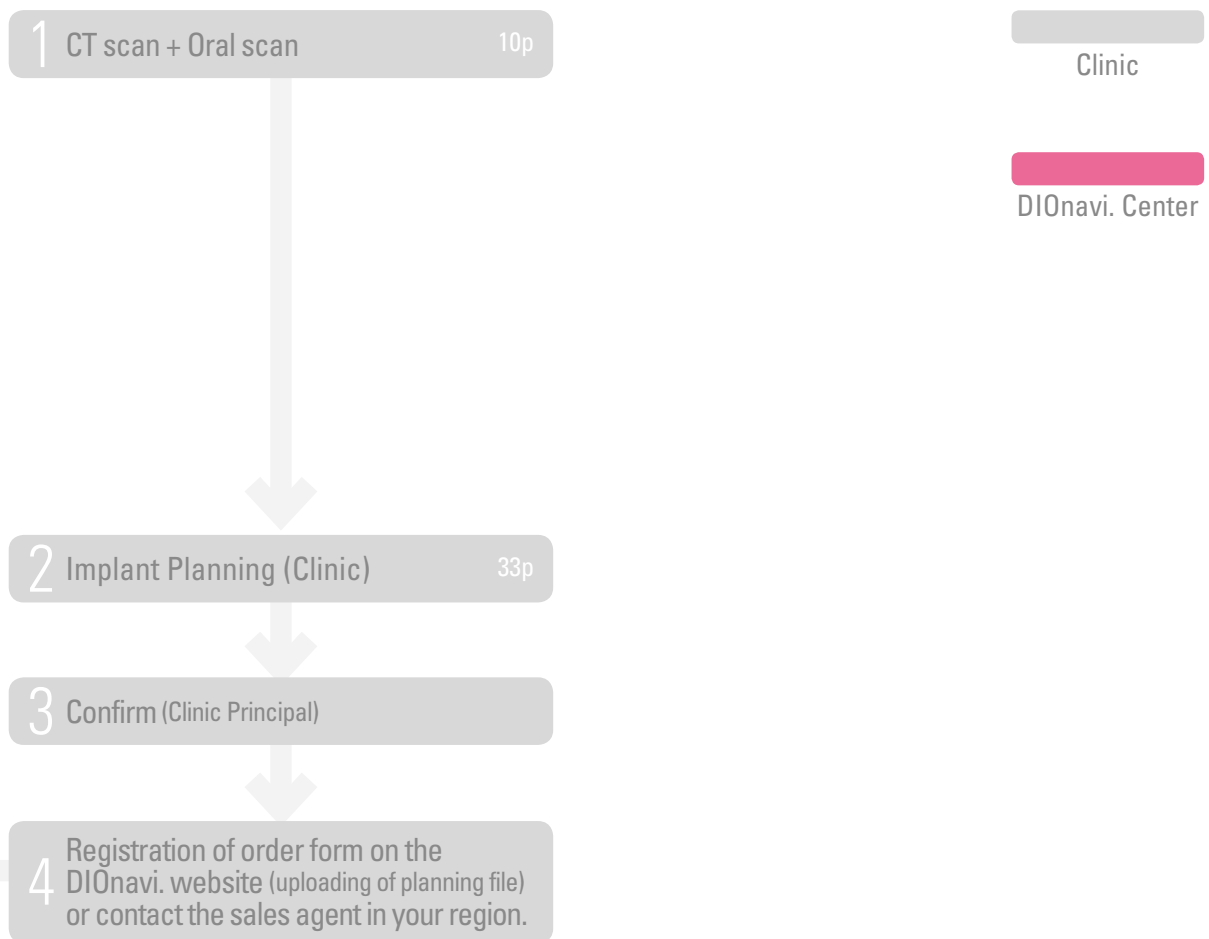 1 CT scan + Oral scan 10p
Clinic
DIOnavi. Center
2 Implant Planning (Clinic) 33p
3 Confirm (Clinic Principal)
4 Registration of order form on the
DIOnavi. website (uploading of planning file)
or contact the sales agent in your region.